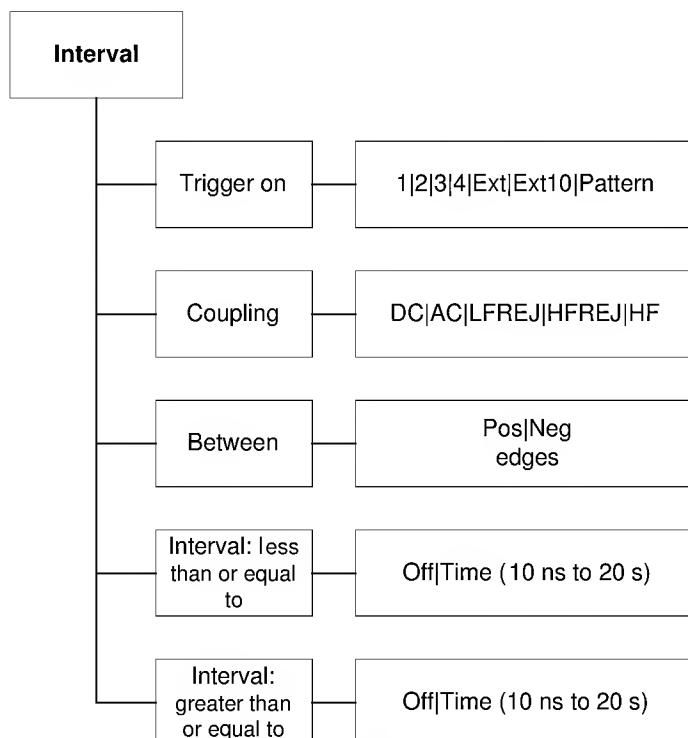 Interval
Trigger on
1|2|3|4|Ext|Ext10|Pattern
Coupling
DC|AC|LFREJ|HFREJ|HF
Between
Pos|Neg
edges
Interval: less
than or equal
to
Off|Time (10 ns to 20 s)
Interval:
greater than
or equal to
Off|Time (10 ns to 20 s)